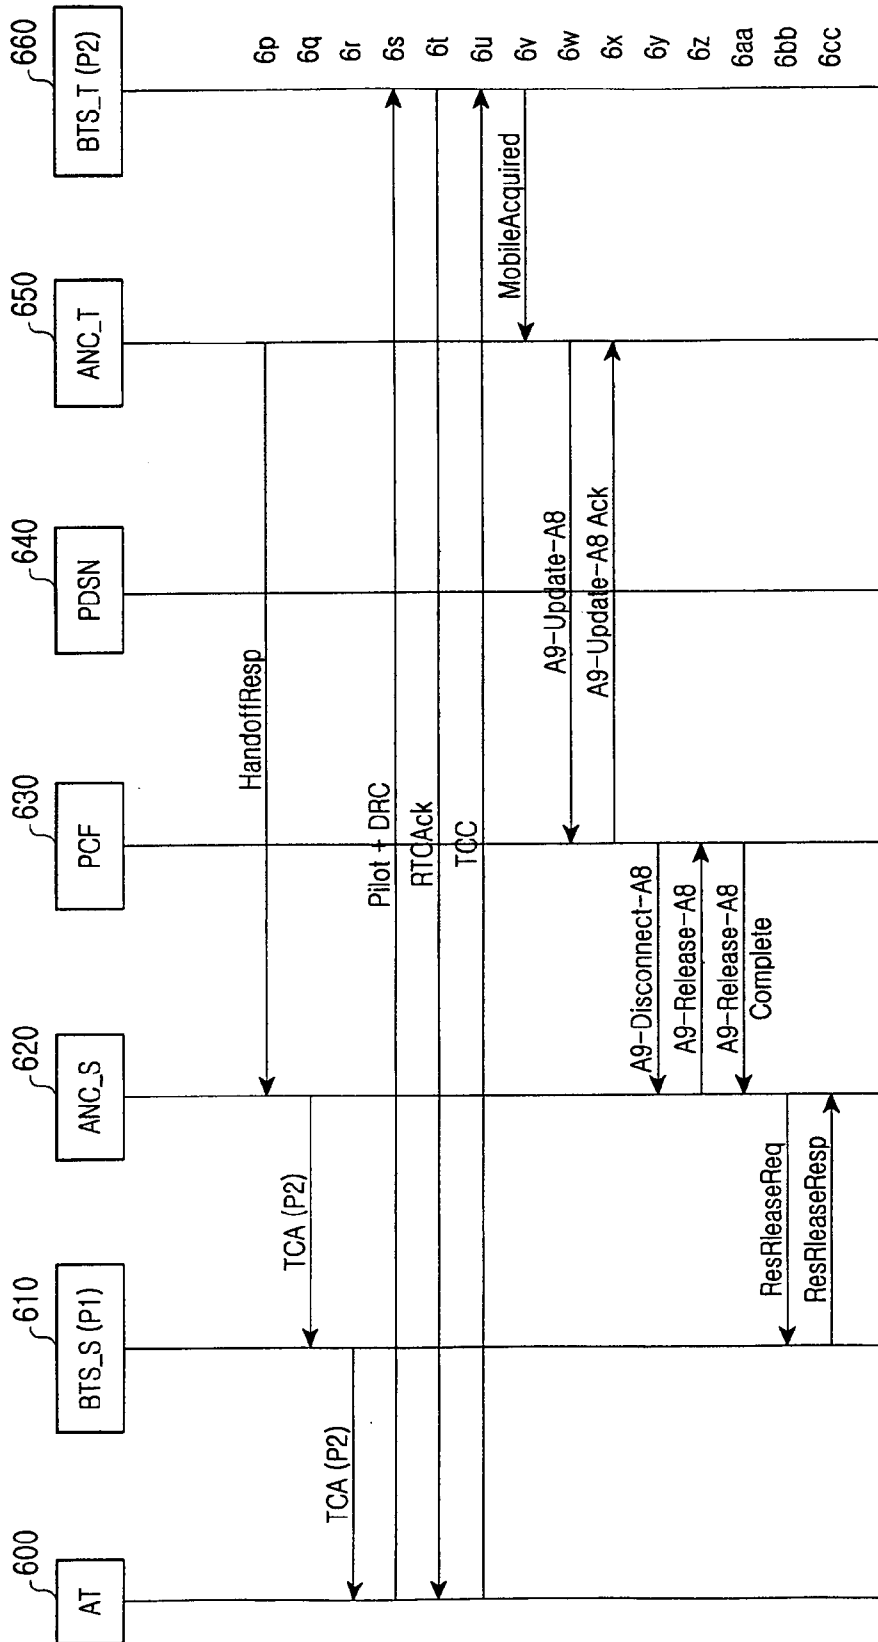 600
610
620
630
640
650
660
AT
BTS_S (P1)
ANC_S
PCF
PDSN
ANC_T
BTS_T (P2)
HandoffResp
6p
TCA (P2)
6q
TCA (P2)
6r
Pilot + DRC
6s
RTCAck
6t
TCC
6u
MobileAcquired
6v
A9-Update-A8
6w
A9-Update-A8 Ack
6x
A9-Disconnect-A8
6y
A9-Release-A8
6z
A9-Release-A8
Complete
6aa
ResRleaseReq
6bb
ResRleaseResp
6cc